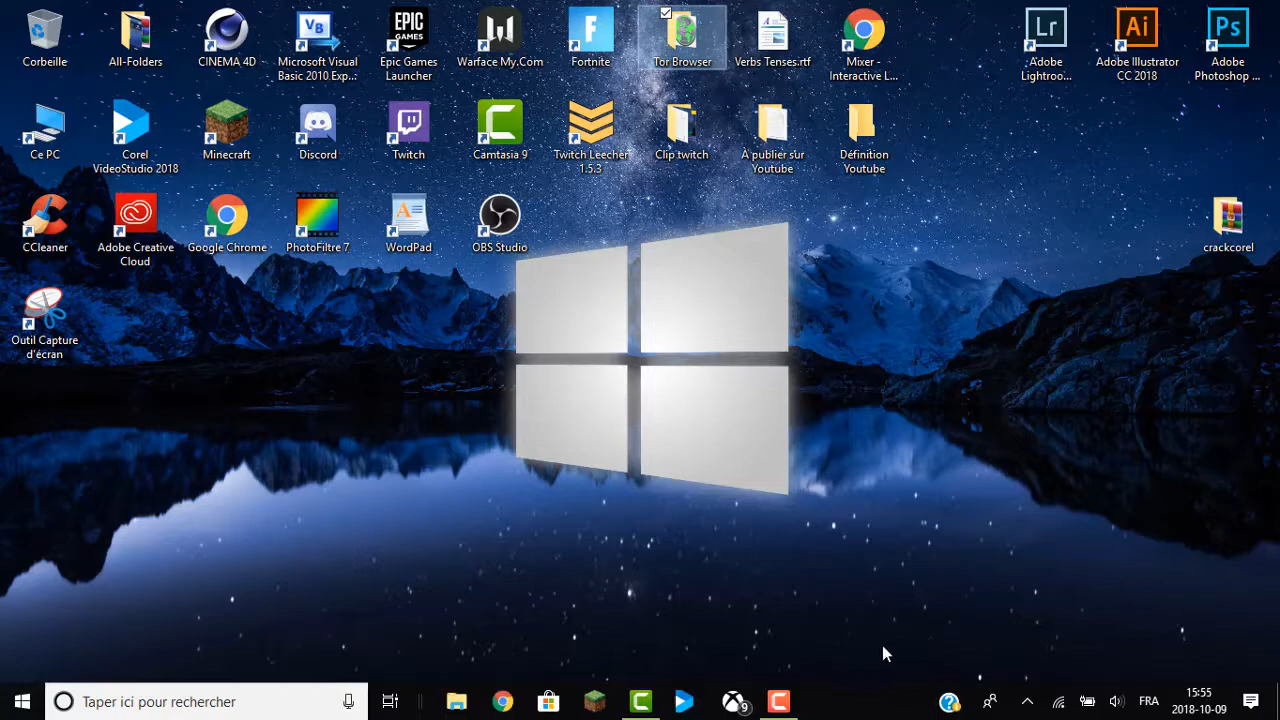 Corbeille
All-Folders
CINEMA 4D
Microsoft Visual
Basic 2010 Exp...
EPIC
GAMES
Epic Games
Launcher
Warface My.Com
Fortnite
Tor Browser
Verbs Tenses.rtf
Mixer -
Interactive L...
Lr
Adobe
Lightroo...
Ai
Adobe Illustrator
CC 2018
Ps
Adobe
Photoshop ...
Ce PC
Corel
VideoStudio 2018
Minecraft
Discord
Twitch
Camtasia 9
Twitch Leecher
1.5.3
Clip twitch
À publier sur
Youtube
Définition
Youtube
CCleaner
Adobe Creative
Cloud
Google Chrome
PhotoFiltre 7
WordPad
OBS Studio
crackcorel
Outil Capture
d'écran
Taper ici pour rechercher
9
FRA
15:55
2018-10-09